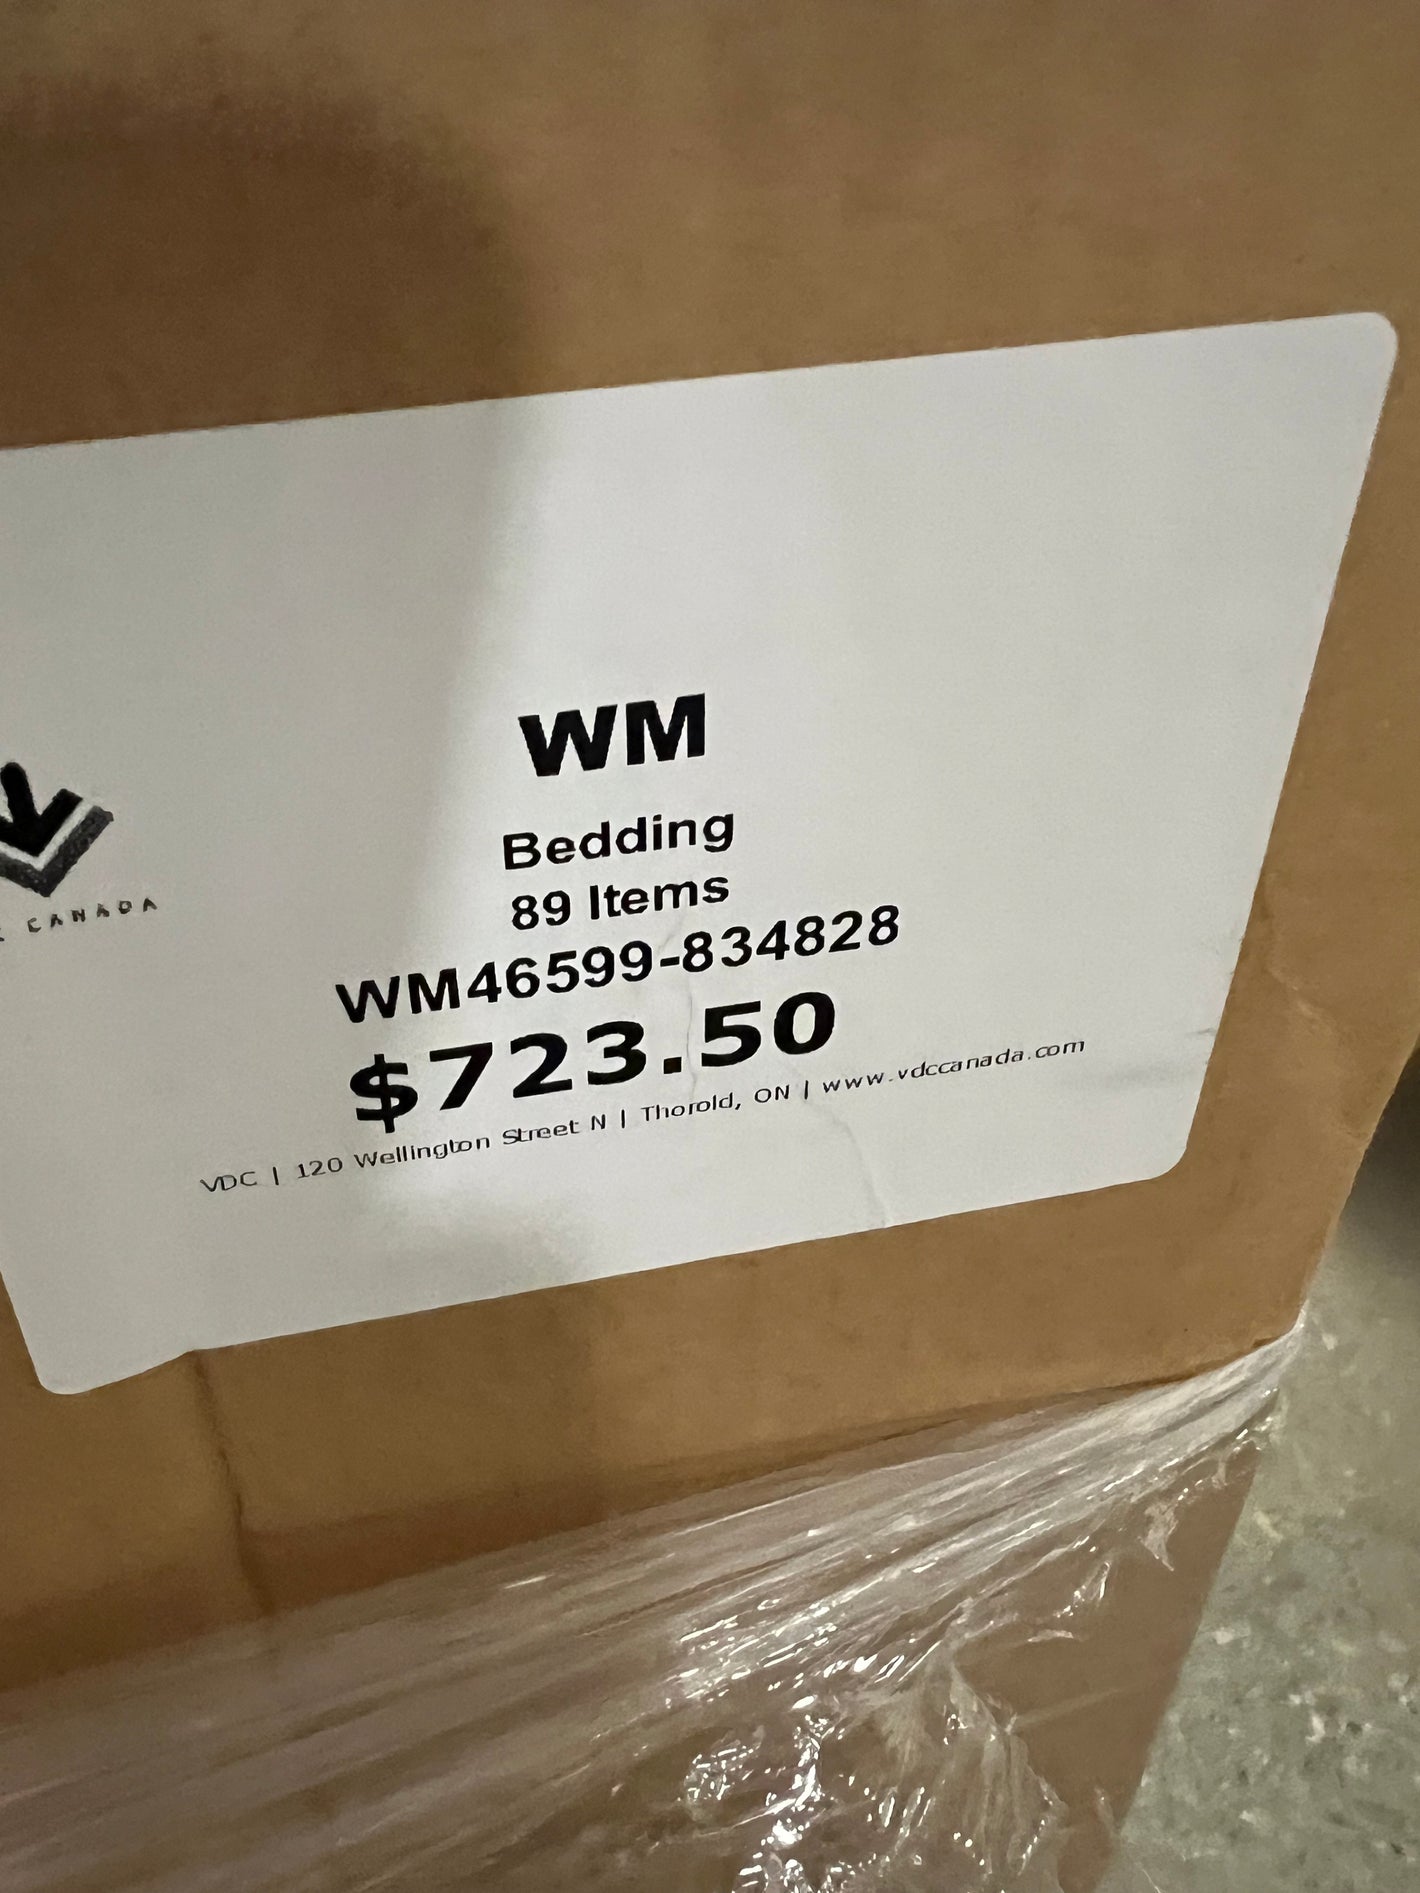 WM
Bedding
89 Items
WM46599-834828
$723.50
VDC | 120 Wellington Street N | Thorold, ON | www.vdccanada.com
CANADA